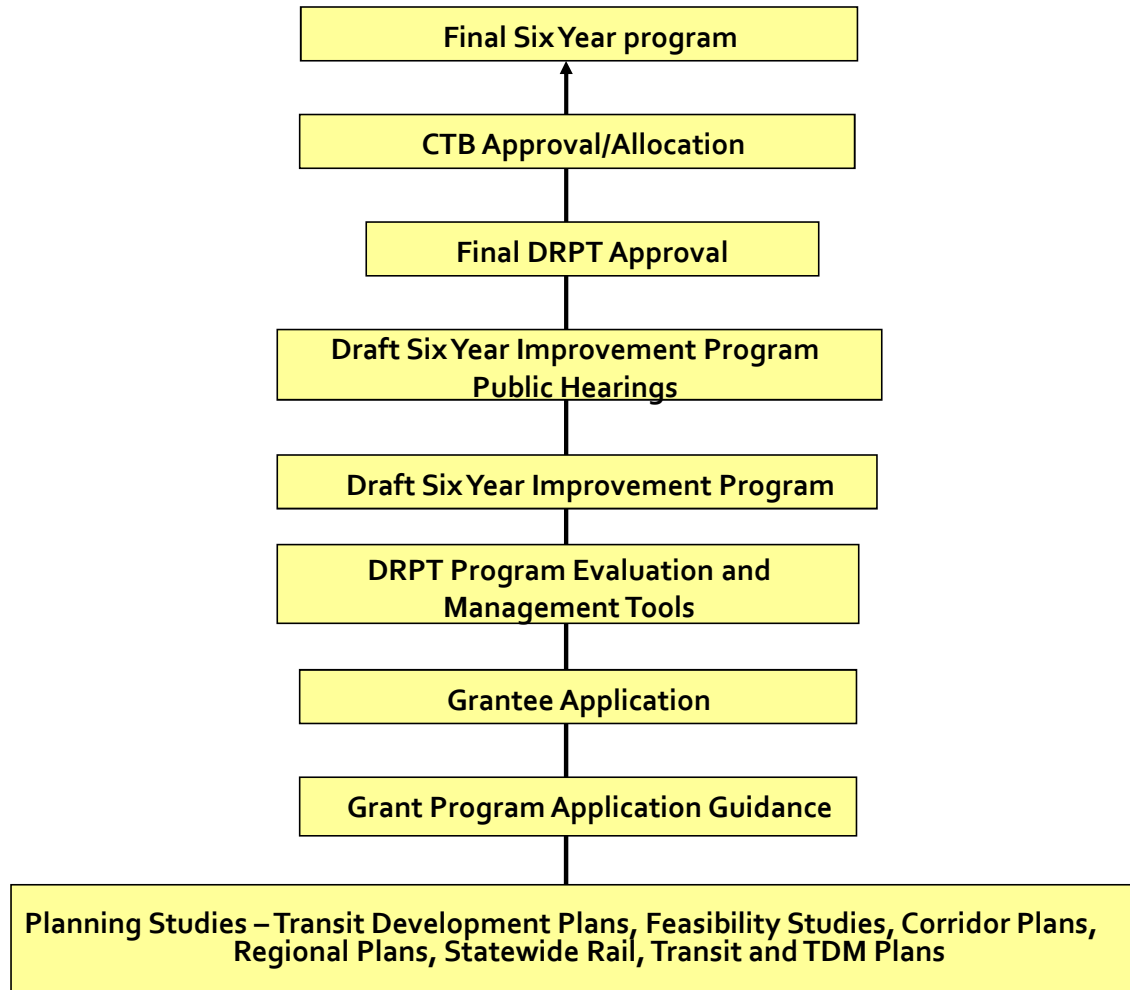 Final Six Year program
CTB Approval/Allocation
Final DRPT Approval
Draft Six Year Improvement Program
Public Hearings
Draft Six Year Improvement Program
DRPT Program Evaluation and
Management Tools
Grantee Application
Grant Program Application Guidance
Planning Studies – Transit Development Plans, Feasibility Studies, Corridor Plans,
Regional Plans, Statewide Rail, Transit and TDM Plans